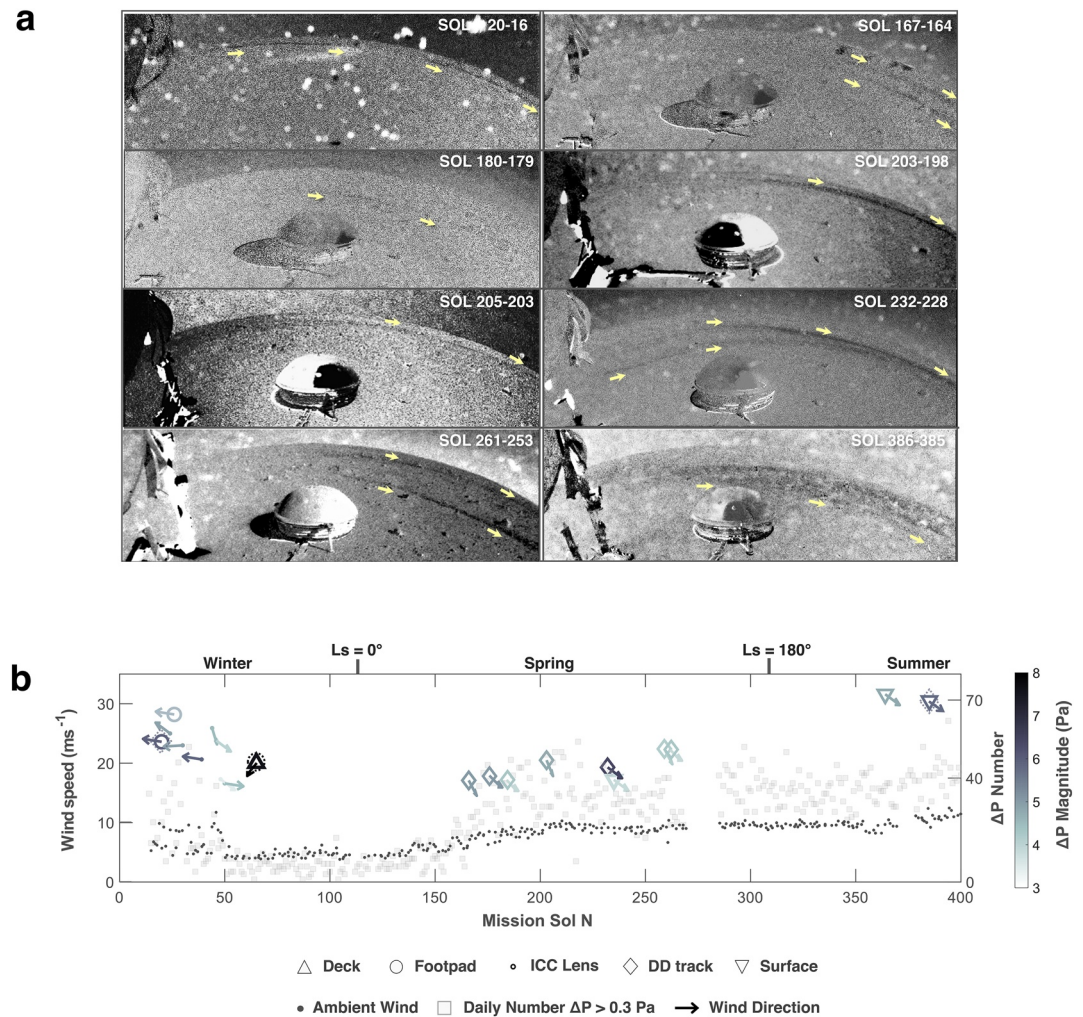 a
SOL 20-16
SOL 167-164
SOL 180-179
SOL 203-198
SOL 205-203
SOL 232-228
SOL 261-253
SOL 386-385
b
Ls = 0°
Ls = 180°
Winter
Spring
Summer
Wind speed (ms⁻¹)
30
20
10
0
70
40
0
ΔP Number
8
7
6
5
4
3
ΔP Magnitude (Pa)
0
50
100
150
200
250
300
350
400
Mission Sol N
Deck
Footpad
ICC Lens
DD track
Surface
Ambient Wind
Daily Number ΔP > 0.3 Pa
Wind Direction